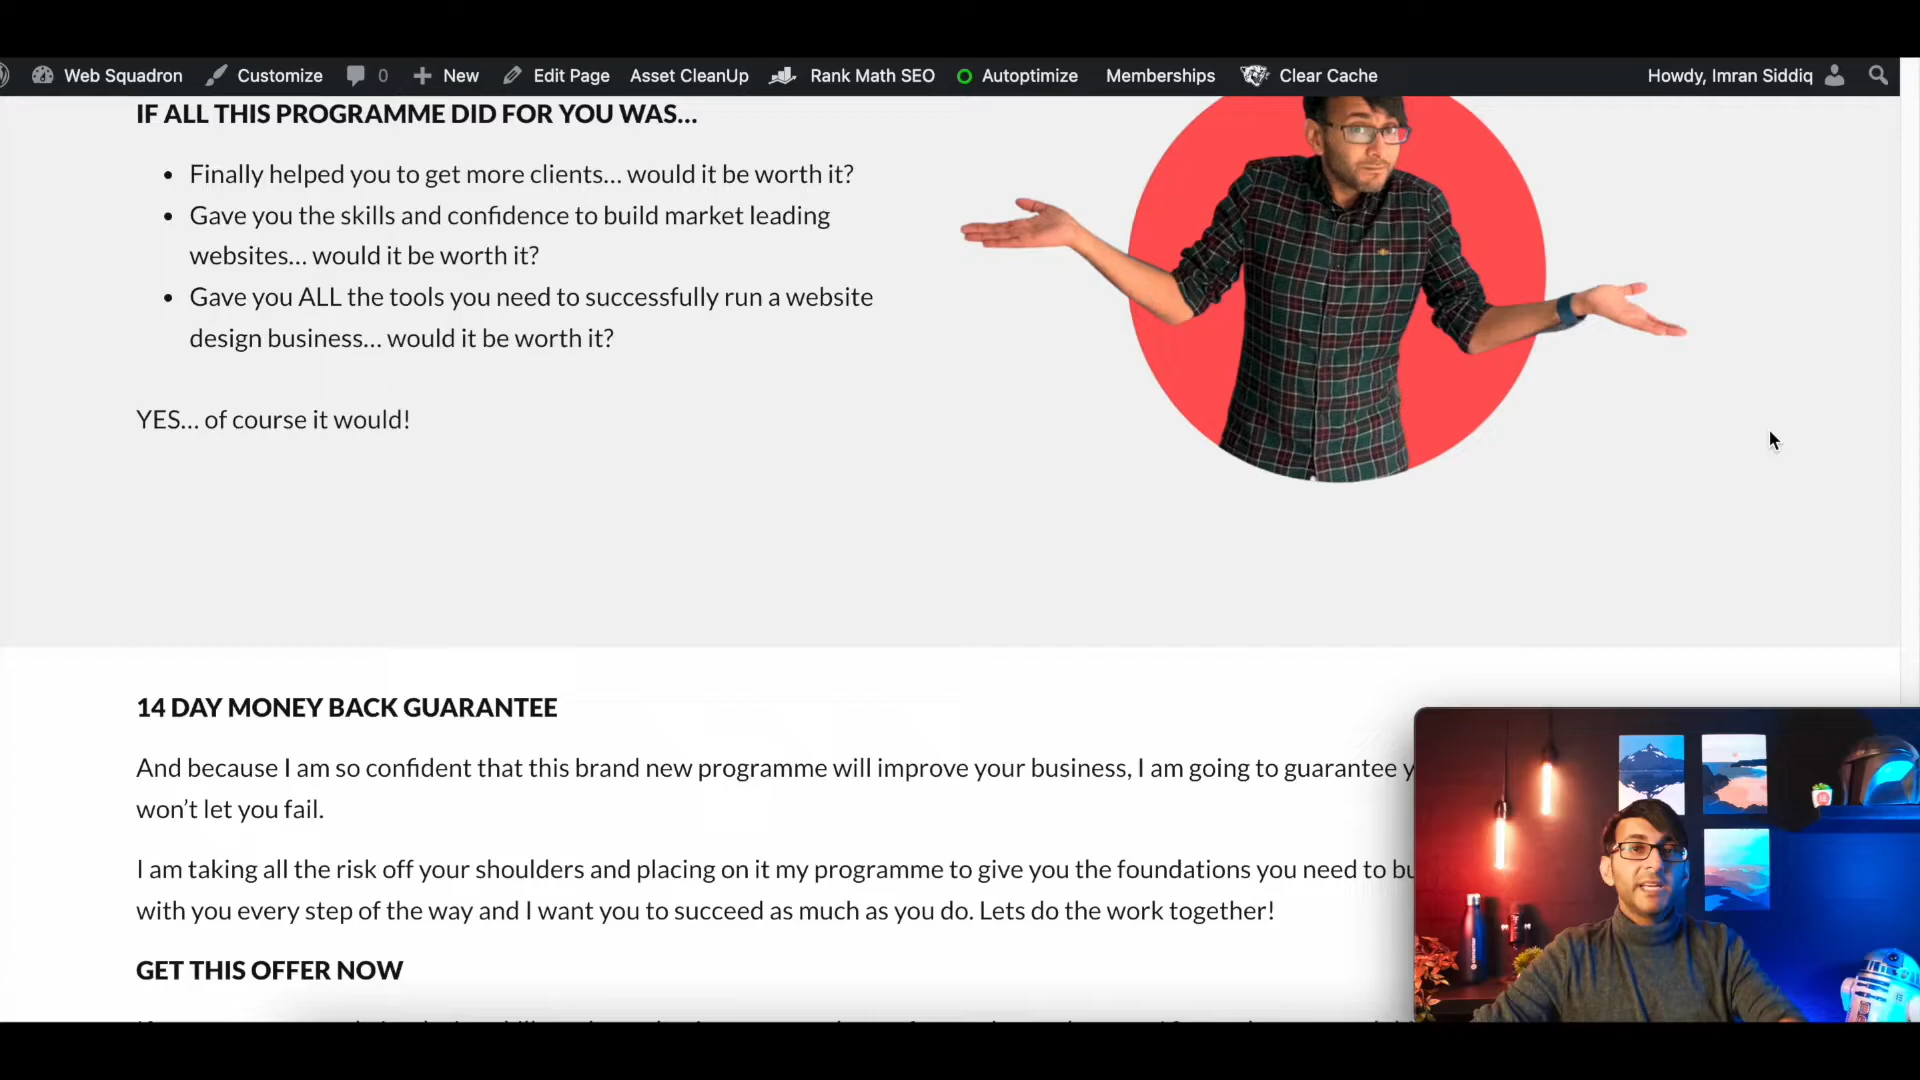 Web Squadron Customize 0 New Edit Page Asset CleanUp Rank Math SEO Autoptimize Memberships Clear Cache Howdy, Imran Siddiq
IF ALL THIS PROGRAMME DID FOR YOU WAS…
• Finally helped you to get more clients… would it be worth it?
• Gave you the skills and confidence to build market leading
websites… would it be worth it?
• Gave you ALL the tools you need to successfully run a website
design business… would it be worth it?
YES… of course it would!
14 DAY MONEY BACK GUARANTEE
And because I am so confident that this brand new programme will improve your business, I am going to guarantee
won’t let you fail.
I am taking all the risk off your shoulders and placing on it my programme to give you the foundations you need to
with you every step of the way and I want you to succeed as much as you do. Lets do the work together!
GET THIS OFFER NOW